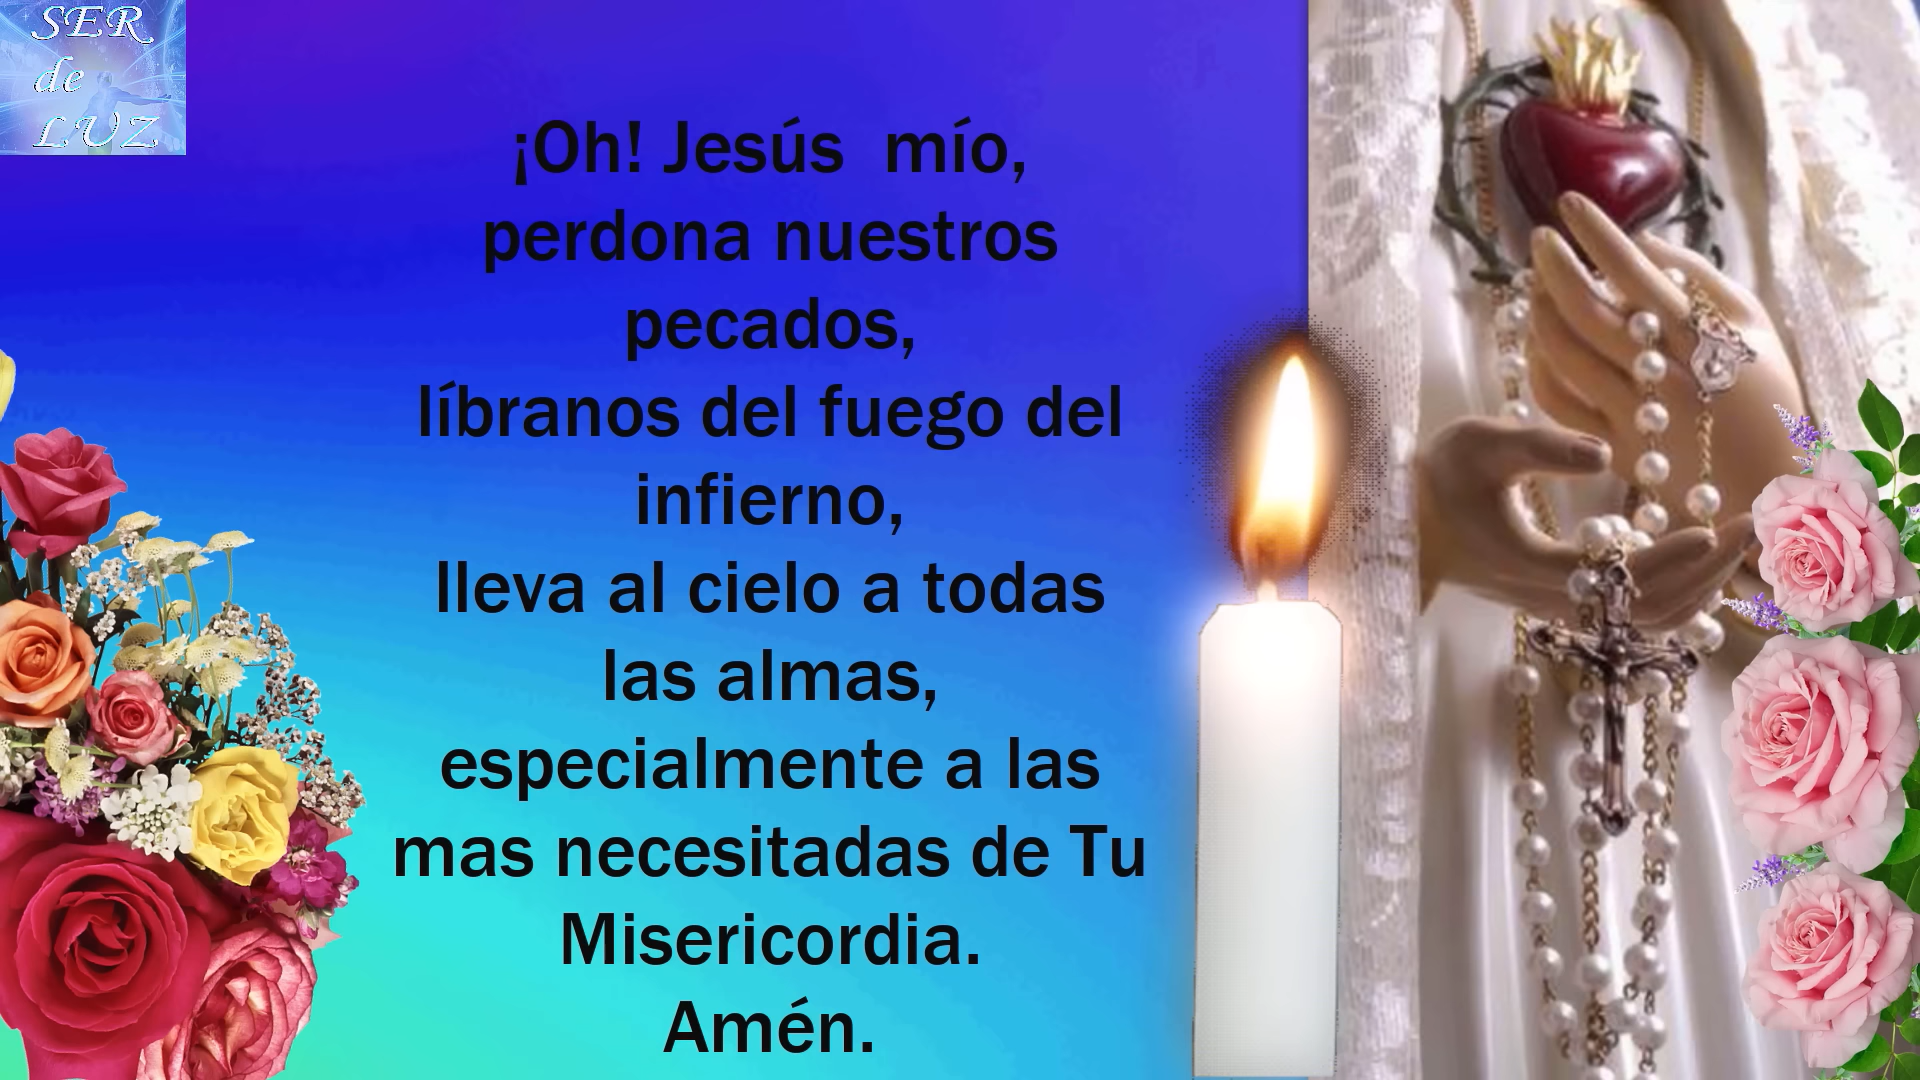 SER
de
LUZ
¡Oh! Jesús  mío,
perdona nuestros
pecados,
líbranos del fuego del
infierno,
lleva al cielo a todas
las almas,
especialmente a las
mas necesitadas de Tu
Misericordia.
Amén.